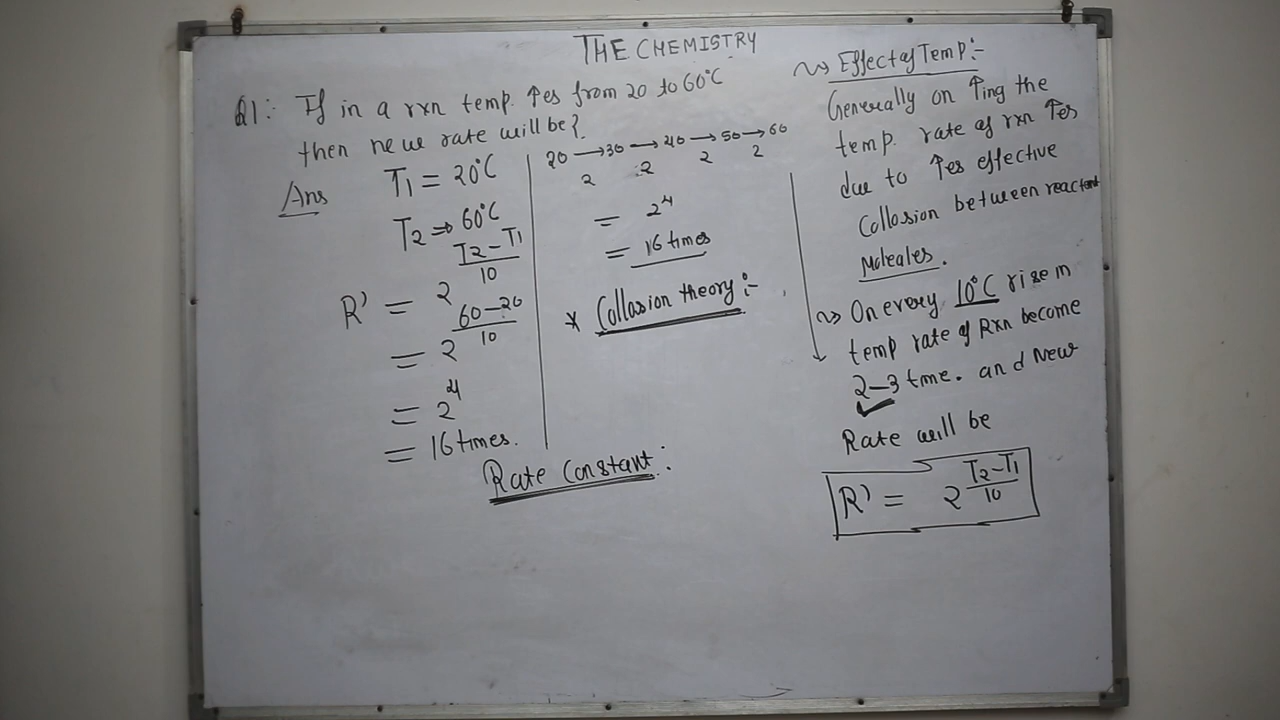 THE CHEMISTRY
Q1:- If in a rxn temp. ↑es from 20 to 60°C
then new rate will be?
Ans
T1 = 20°C
T2 ⇒ 60°C
R' = 2^(T2-T1)/10
= 2^(60-20)/10
= 2^4
= 16 times.
20 → 30 → 40 → 50 → 60
2 2 2 2
= 2^4
= 16 times
* Collasion theory:-
Rate Constant:
~> Effect of Temp:-
Generally on ↑ing the
temp. rate of rxn ↑es
due to ↑es effective
Collosion between reactant
Moleales.
~> On every 10°C rise in
temp rate of Rxn become
2-3 tme. and New
Rate will be
R' = 2^(T2-T1)/10